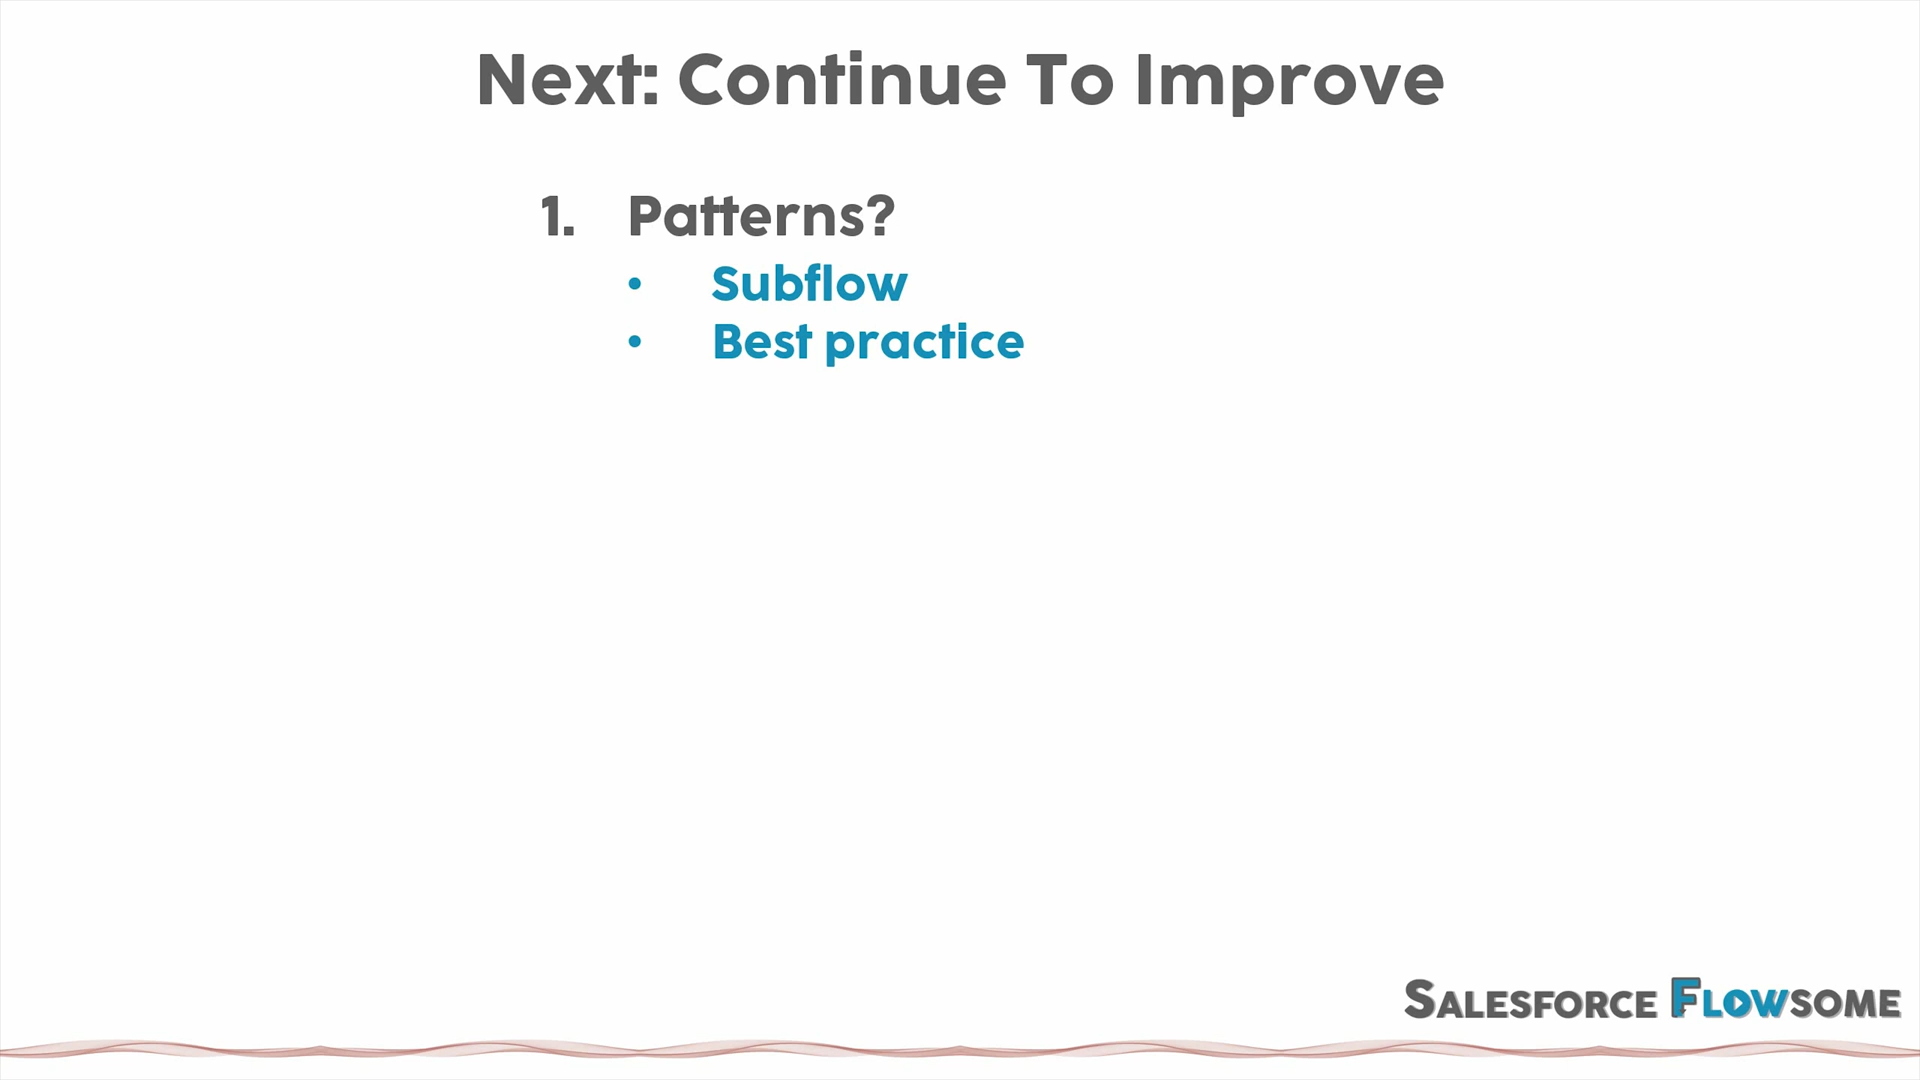 Next: Continue To Improve
1. Patterns?
• Subflow
• Best practice
SALESFORCE FLOWSOME